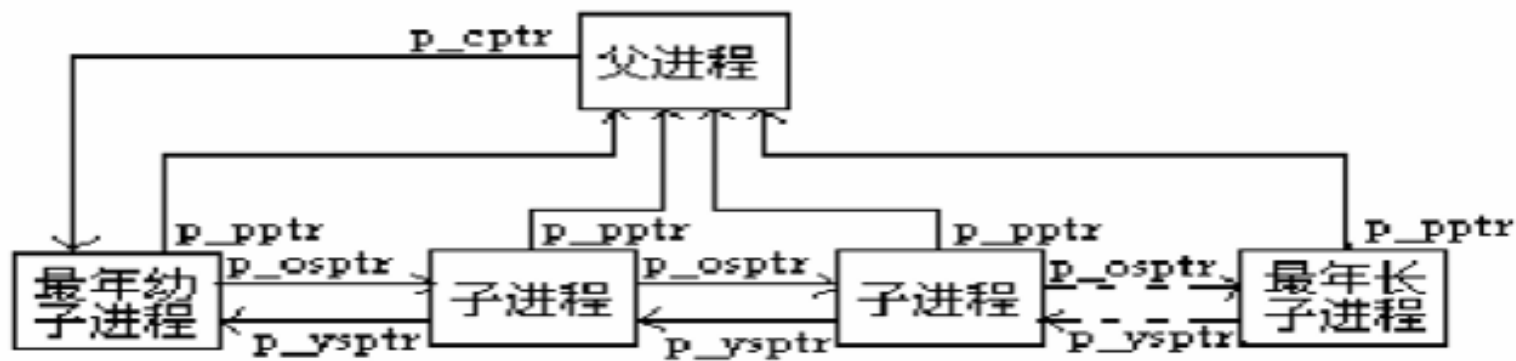 p_cptr
父进程
p_pptr
p_pptr
p_pptr
p_pptr
最年幼
子进程
p_osptr
子进程
p_osptr
子进程
p_osptr
最年长
子进程
p_ysptr
p_ysptr
p_ysptr